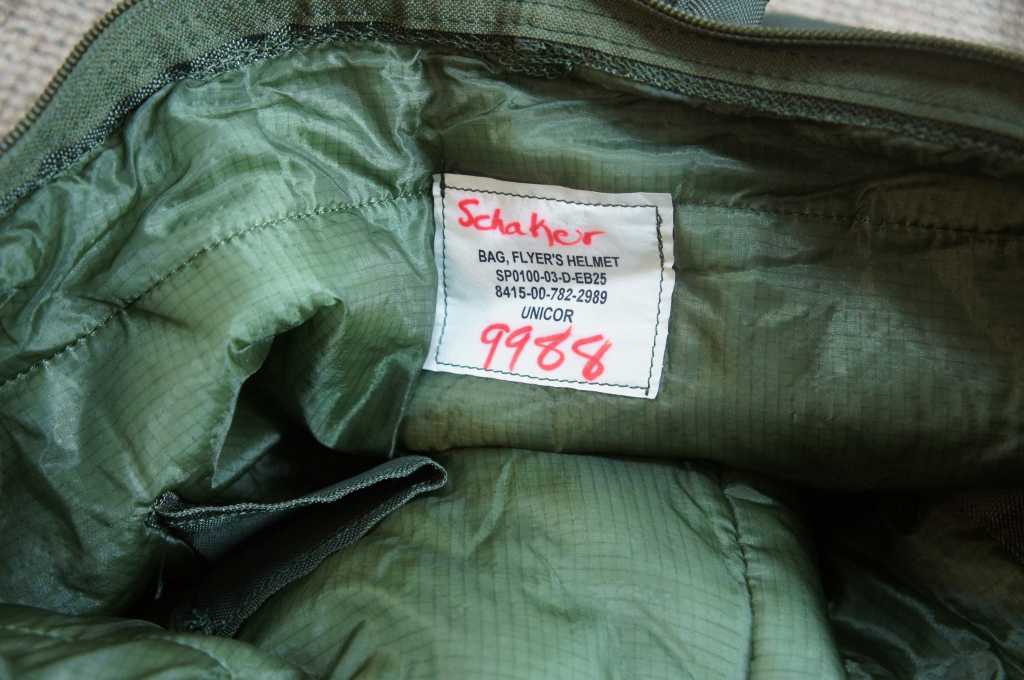 Schaker
BAG, FLYER'S HELMET
SP0100-03-D-EB25
8415-00-782-2989
UNICOR
9988